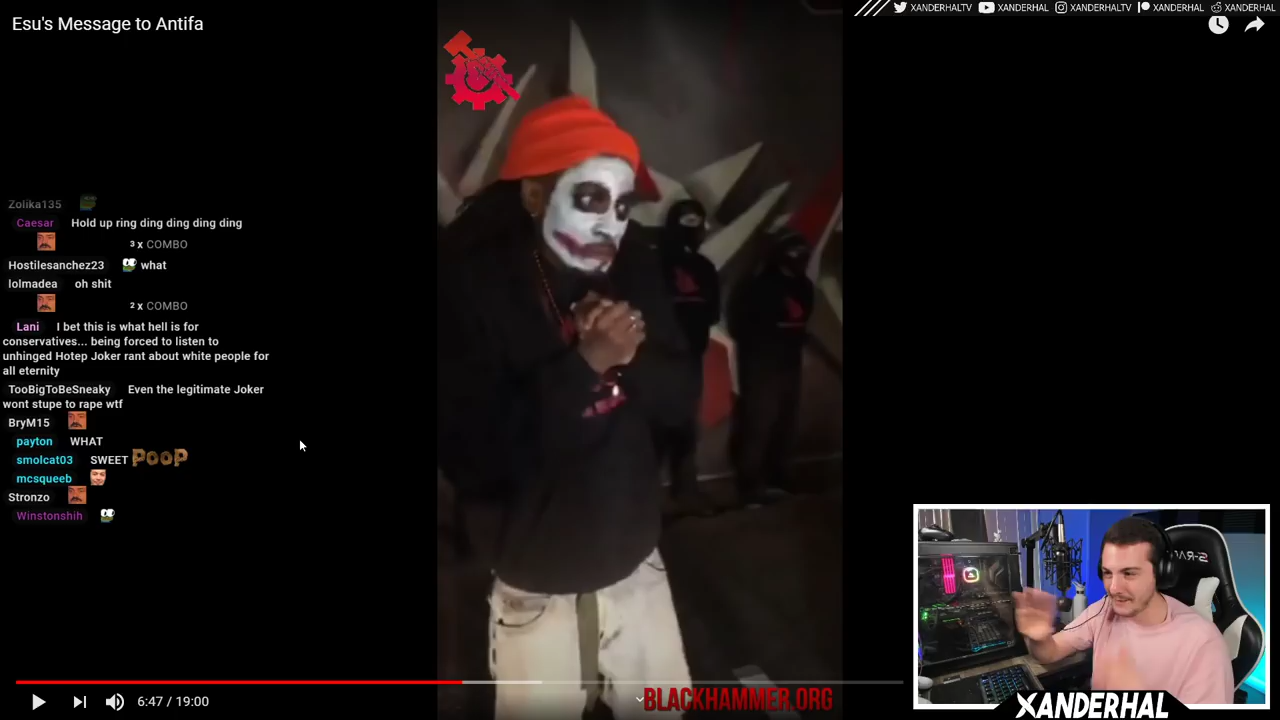 Esu's Message to Antifa
XANDERHALTV XANDERHAL XANDERHALTV XANDERHAL XANDERHAL
Zolika135
Caesar Hold up ring ding ding ding ding
3 x COMBO
Hostilesanchez23 what
lolmadea oh shit
2 x COMBO
Lani I bet this is what hell is for
conservatives... being forced to listen to
unhinged Hotep Joker rant about white people for
all eternity
TooBigToBeSneaky Even the legitimate Joker
wont stupe to rape wtf
BryM15
payton WHAT
smolcat03 SWEET POOP
mcsqueeb
Stronzo
Winstonshih
6:47 / 19:00
BLACKHAMMER.ORG
XANDERHAL